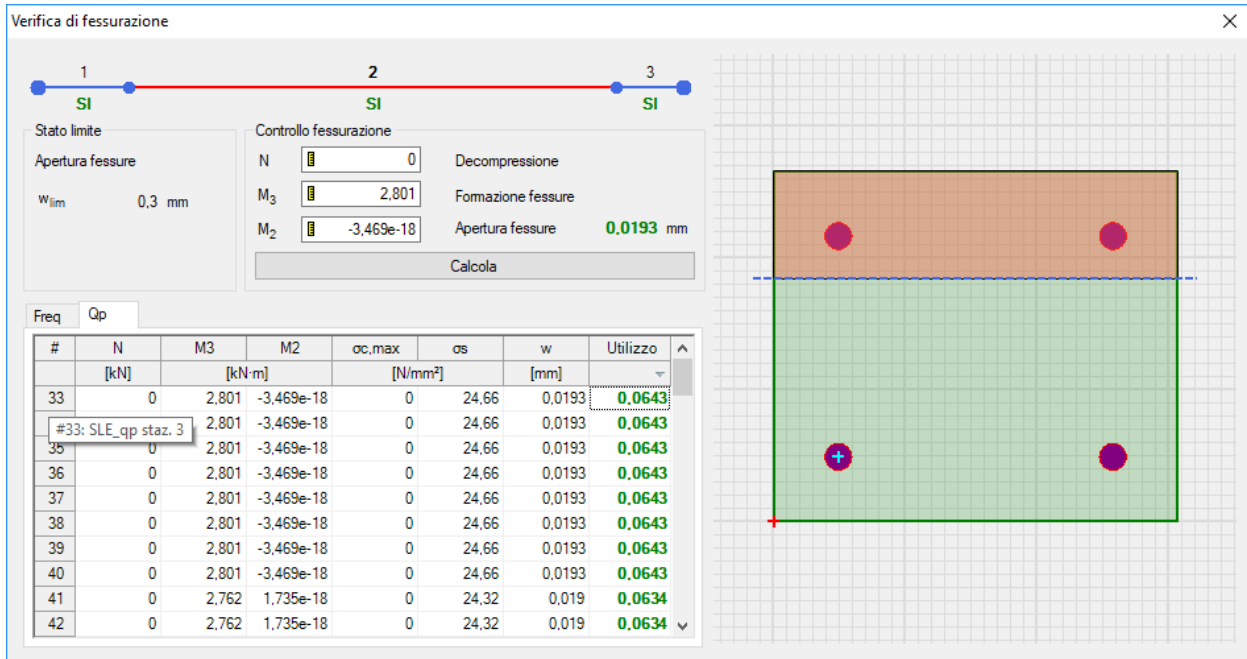 Verifica di fessurazione
1 2 3
SI SI SI
Stato limite
Apertura fessure
wlim 0,3 mm
Controllo fessurazione
N 0 Decompressione
M3 2,801 Formazione fessure
M2 -3,469e-18 Apertura fessure 0,0193 mm
Calcola
Freq Qp
# N M3 M2 σc,max σs w Utilizzo
[kN] [kN·m] [N/mm²] [mm]
33 0 2,801 -3,469e-18 0 24,66 0,0193 0,0643
#33: SLE_qp staz. 3 2,801 -3,469e-18 0 24,66 0,0193 0,0643
35 0 2,801 -3,469e-18 0 24,66 0,0193 0,0643
36 0 2,801 -3,469e-18 0 24,66 0,0193 0,0643
37 0 2,801 -3,469e-18 0 24,66 0,0193 0,0643
38 0 2,801 -3,469e-18 0 24,66 0,0193 0,0643
39 0 2,801 -3,469e-18 0 24,66 0,0193 0,0643
40 0 2,801 -3,469e-18 0 24,66 0,0193 0,0643
41 0 2,762 1,735e-18 0 24,32 0,019 0,0634
42 0 2,762 1,735e-18 0 24,32 0,019 0,0634